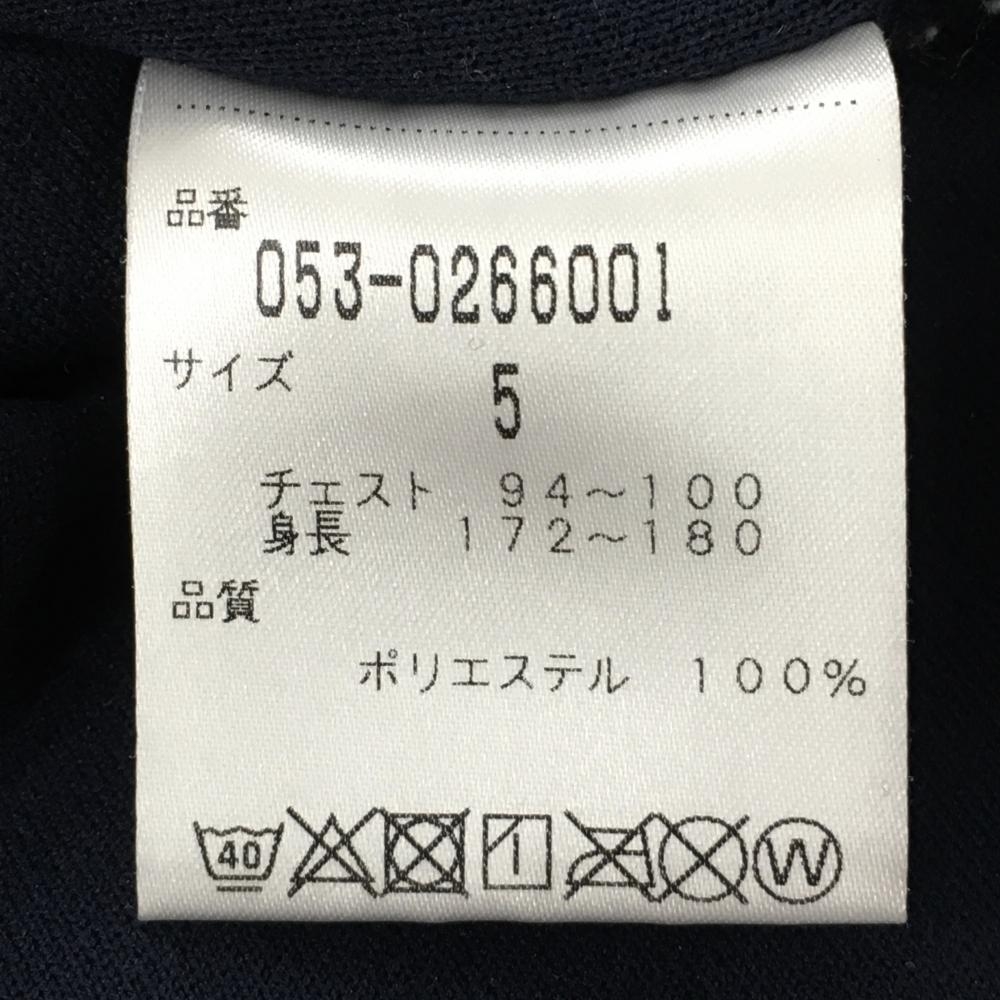 品番
053-0266001
サイズ
5
チェスト 94～100
身長 172～180
品質
ポリエステル 100%
40 W